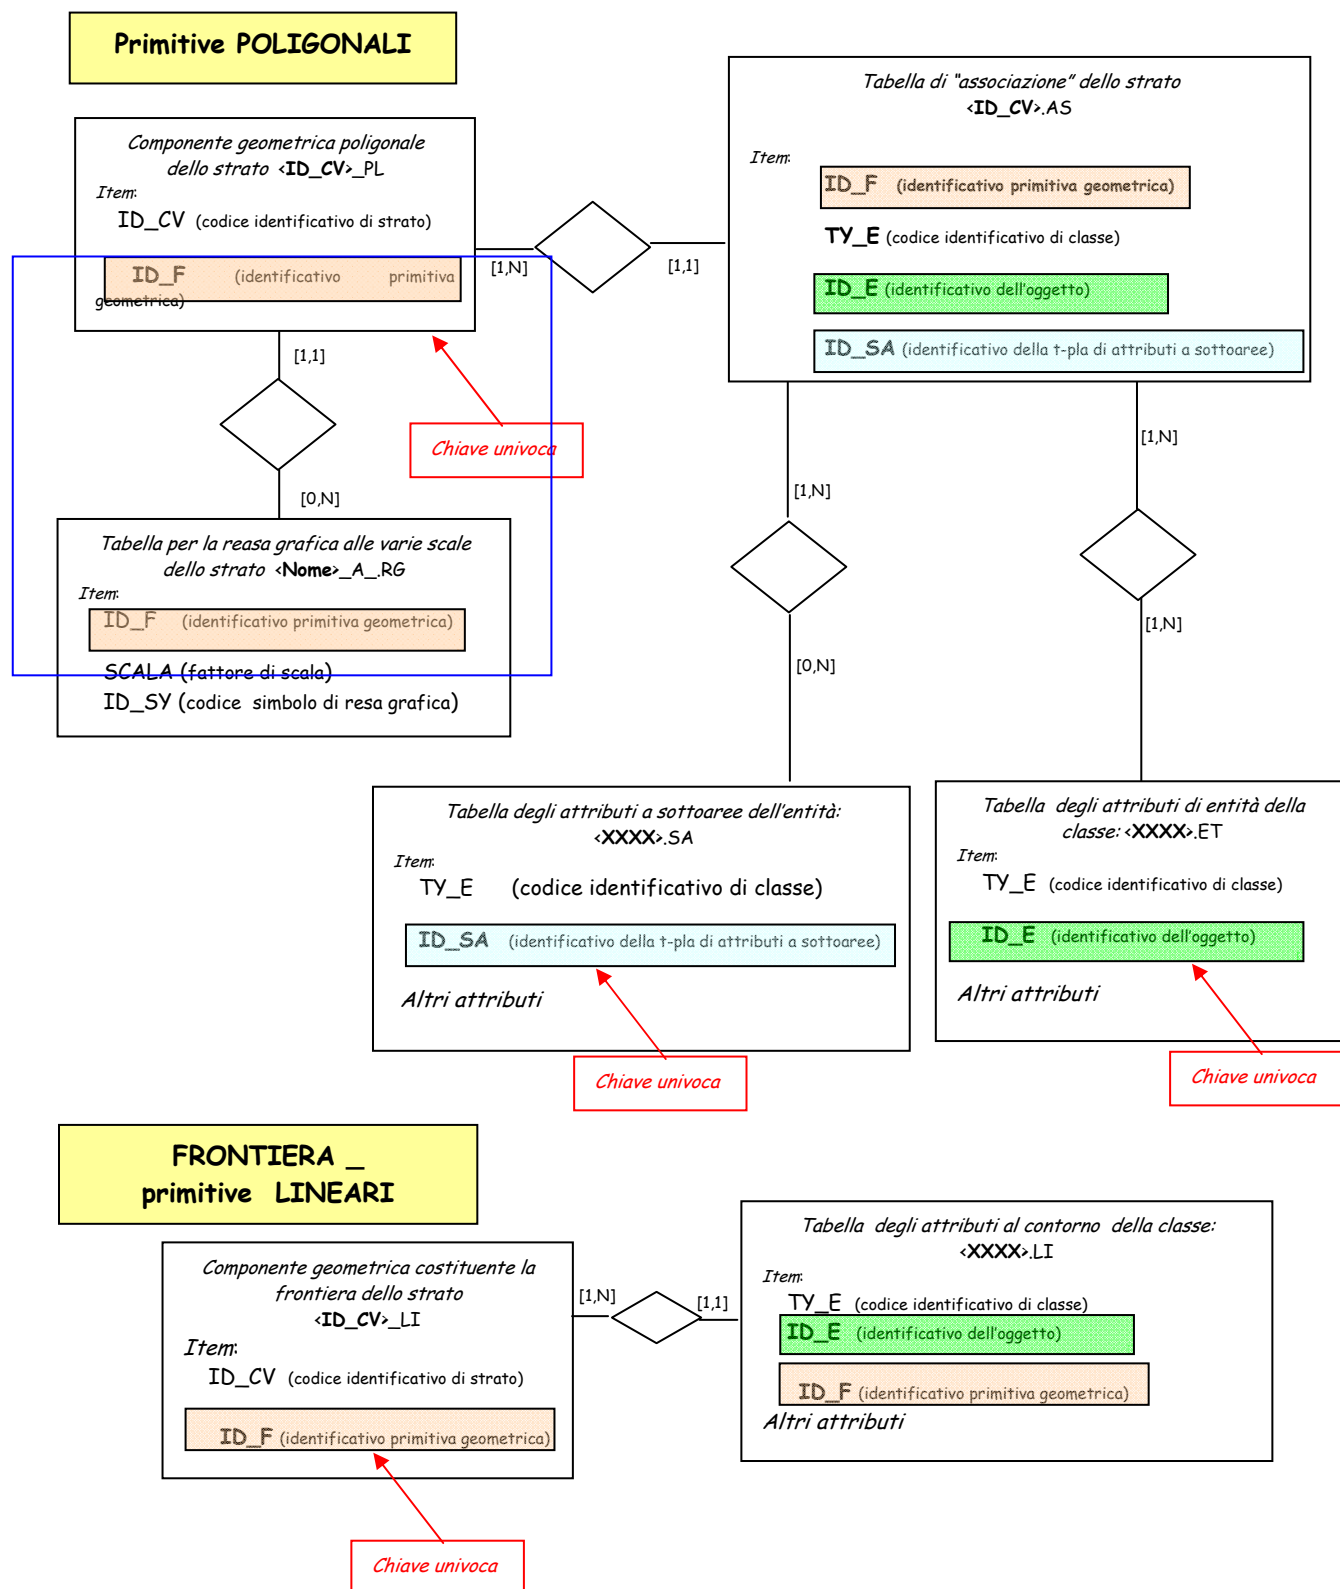 Primitive POLIGONALI
Componente geometrica poligonale
dello strato <ID_CV>_PL
Item:
ID_CV (codice identificativo di strato)
ID_F (identificativo primitiva
geometrica)
[1,N]
[1,1]
Tabella di "associazione" dello strato
<ID_CV>.AS
Item:
ID_F (identificativo primitiva geometrica)
TY_E (codice identificativo di classe)
ID_E (identificativo dell'oggetto)
ID_SA (identificativo della t-pla di attributi a sottoaree)
[1,1]
Chiave univoca
[0,N]
[1,N]
[1,N]
Tabella per la reasa grafica alle varie scale
dello strato <Nome>_A_.RG
Item:
ID_F (identificativo primitiva geometrica)
SCALA (fattore di scala)
ID_SY (codice simbolo di resa grafica)
[0,N]
[1,N]
Tabella degli attributi a sottoaree dell'entità:
<XXXX>.SA
Item:
TY_E (codice identificativo di classe)
ID_SA (identificativo della t-pla di attributi a sottoaree)
Altri attributi
Chiave univoca
Tabella degli attributi di entità della
classe: <XXXX>.ET
Item:
TY_E (codice identificativo di classe)
ID_E (identificativo dell'oggetto)
Altri attributi
Chiave univoca
FRONTIERA _
primitive LINEARI
Componente geometrica costituente la
frontiera dello strato
<ID_CV>_LI
Item:
ID_CV (codice identificativo di strato)
ID_F (identificativo primitiva geometrica)
Chiave univoca
[1,N]
[1,1]
Tabella degli attributi al contorno della classe:
<XXXX>.LI
Item:
TY_E (codice identificativo di classe)
ID_E (identificativo dell'oggetto)
ID_F (identificativo primitiva geometrica)
Altri attributi